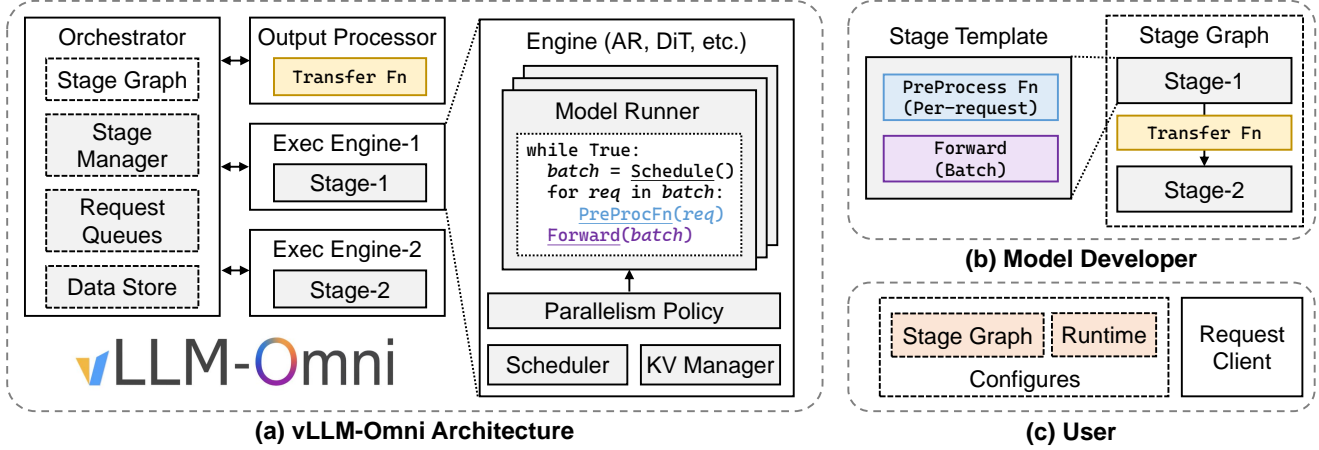 Orchestrator
Stage Graph
Stage
Manager
Request
Queues
Data Store
Output Processor
Transfer Fn
Exec Engine-1
Stage-1
Exec Engine-2
Stage-2
vLLM-Omni
Engine (AR, DiT, etc.)
Model Runner
while True:
batch = Schedule()
for req in batch:
PreProcFn(req)
Forward(batch)
Parallelism Policy
Scheduler
KV Manager
(a) vLLM-Omni Architecture
Stage Template
PreProcess Fn
(Per-request)
Forward
(Batch)
Stage Graph
Stage-1
Transfer Fn
Stage-2
(b) Model Developer
Stage Graph
Runtime
Configures
Request
Client
(c) User